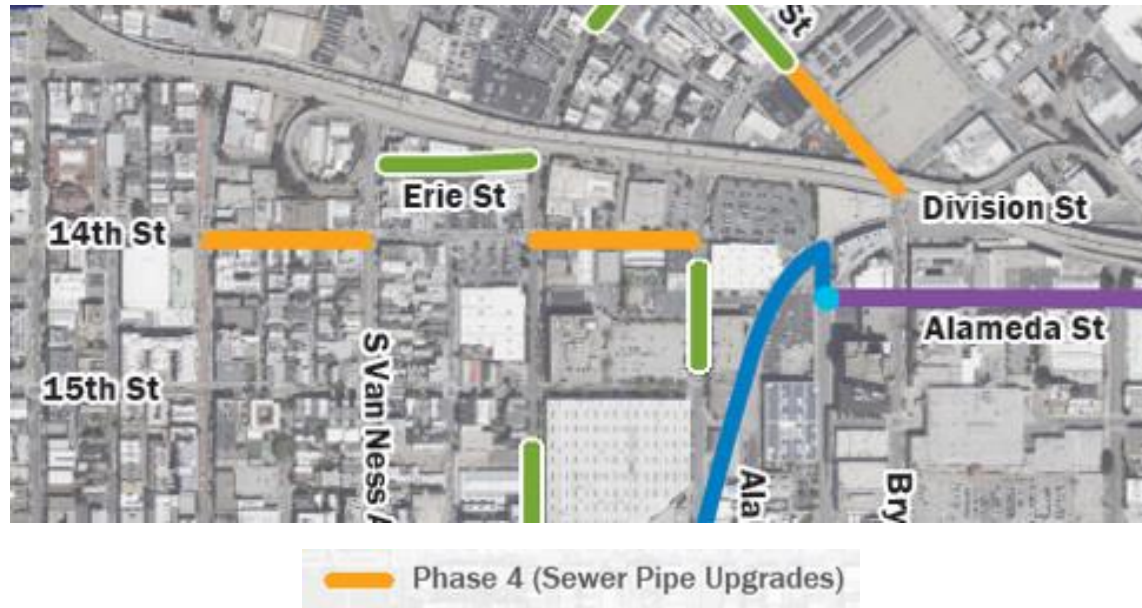 St
Erie St
Division St
14th St
Alameda St
S Van Ness A
15th St
Ala
Bry
Phase 4 (Sewer Pipe Upgrades)